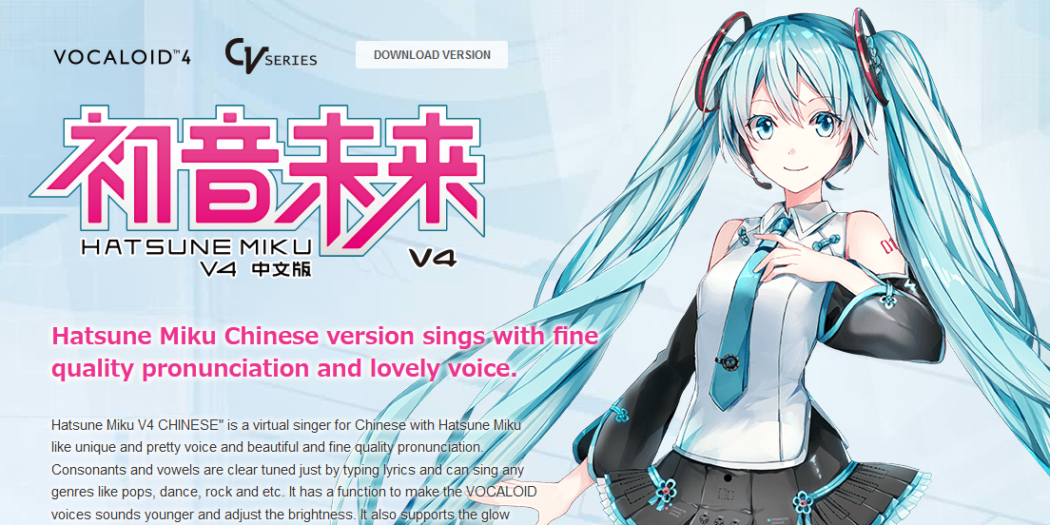 VOCALOID™4
CV SERIES
DOWNLOAD VERSION
初音未来
HATSUNE MIKU
V4 中文版
V4
01
Hatsune Miku Chinese version sings with fine
quality pronunciation and lovely voice.
Hatsune Miku V4 CHINESE" is a virtual singer for Chinese with Hatsune Miku
like unique and pretty voice and beautiful and fine quality pronunciation.
Consonants and vowels are clear tuned just by typing lyrics and can sing any
genres like pops, dance, rock and etc. It has a function to make the VOCALOID
voices sounds younger and adjust the brightness. It also supports the glow